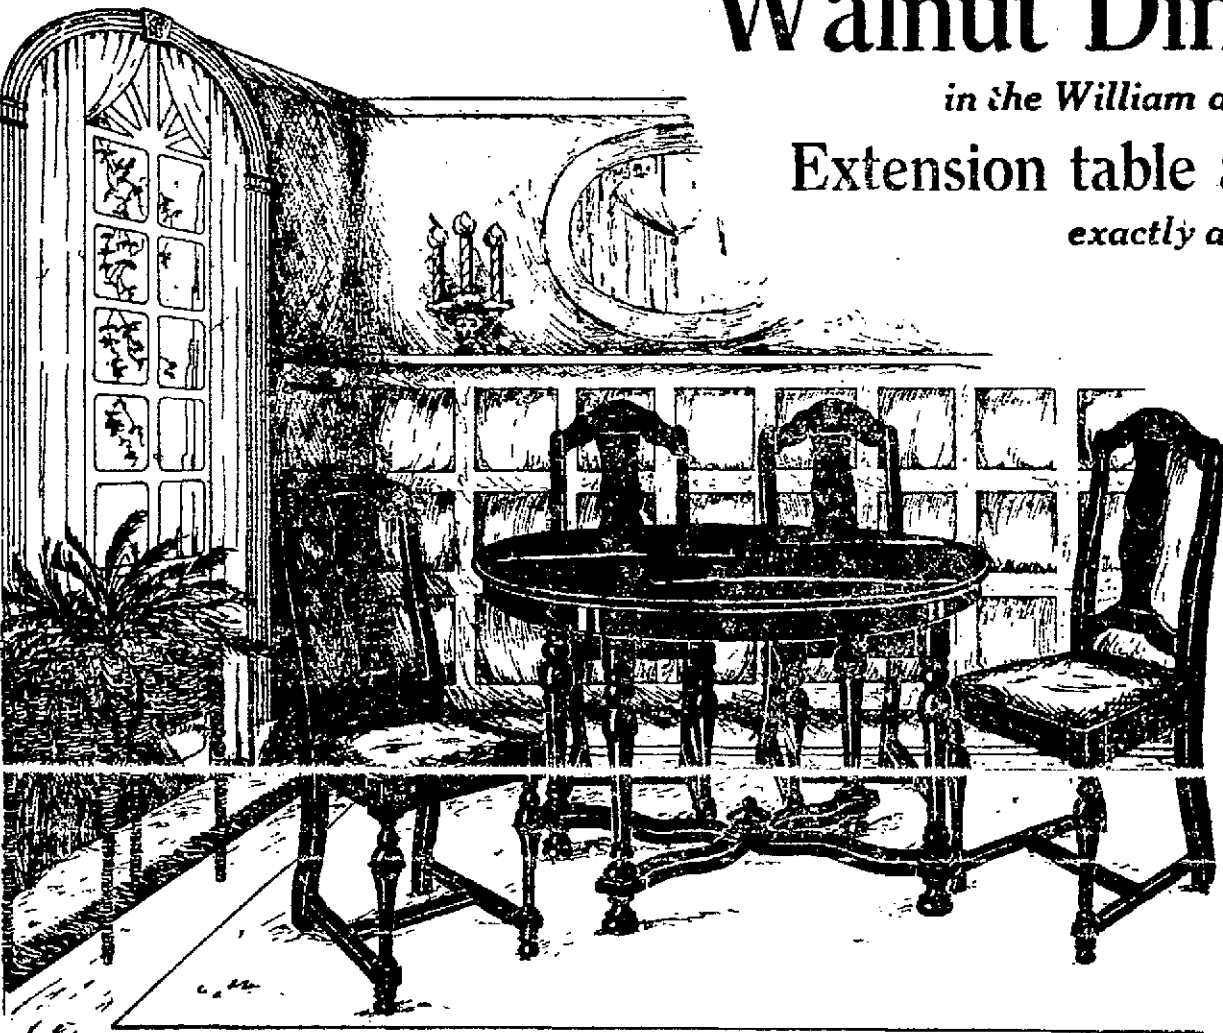 Walnut Din
in the William a
Extension table a
exactly a